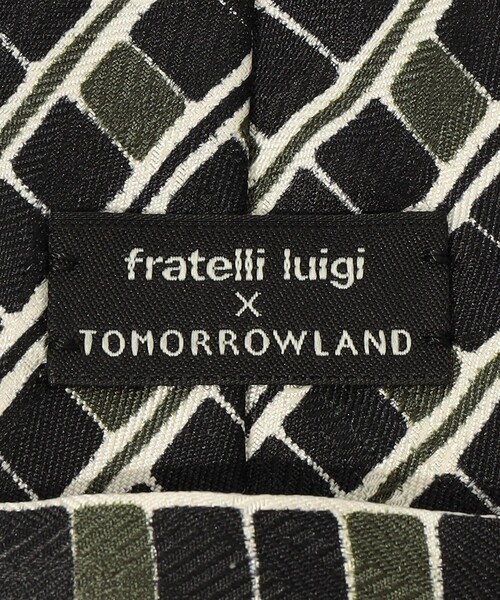 fratelli luigi
×
TOMORROWLAND